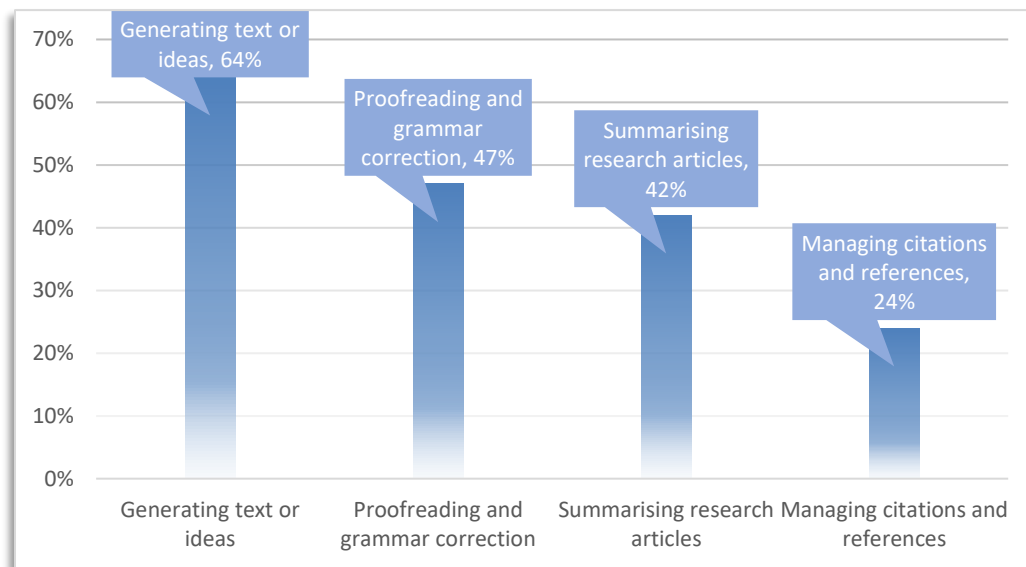 70%
60%
50%
40%
30%
20%
10%
0%
Generating text or
ideas, 64%
Proofreading and
grammar
correction, 47%
Summarising
research articles,
42%
Managing citations
and references,
24%
Generating text or
ideas
Proofreading and
grammar correction
Summarising research
articles
Managing citations and
references